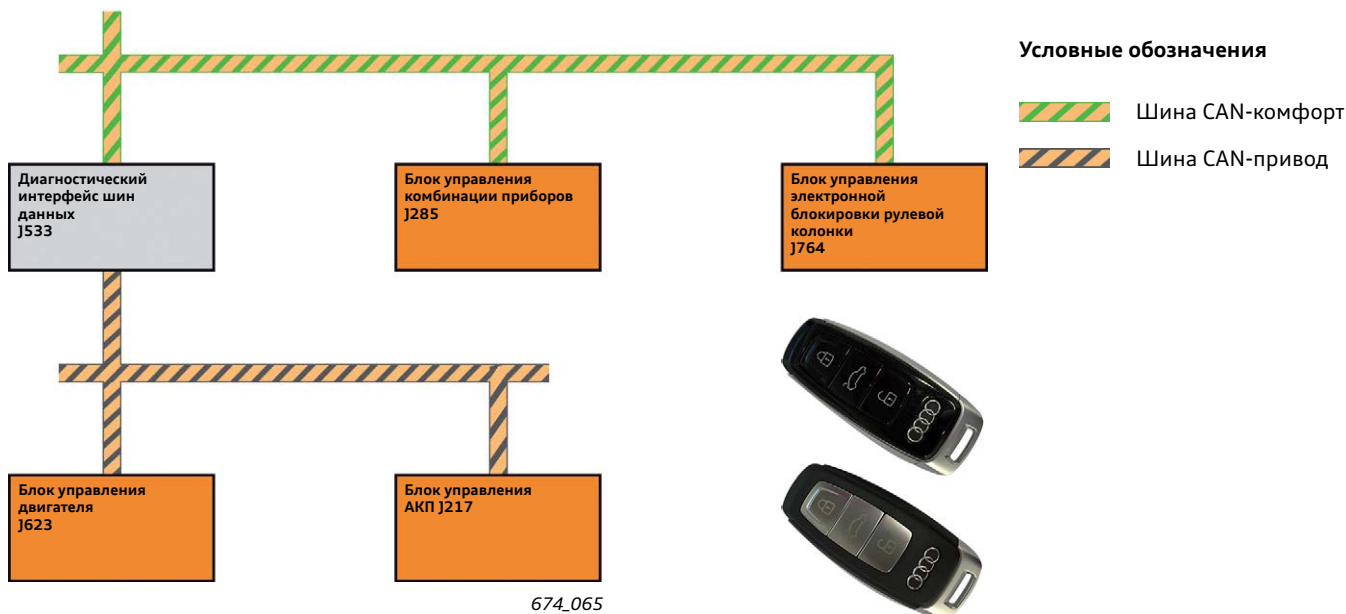 Условные обозначения
Шина CAN-комфорт
Шина CAN-привод
Диагностический
интерфейс шин
данных
J533
Блок управления
комбинации приборов
J285
Блок управления
электронной
блокировки рулевой
колонки
J764
Блок управления
двигателя
J623
Блок управления
АКП J217
674_065